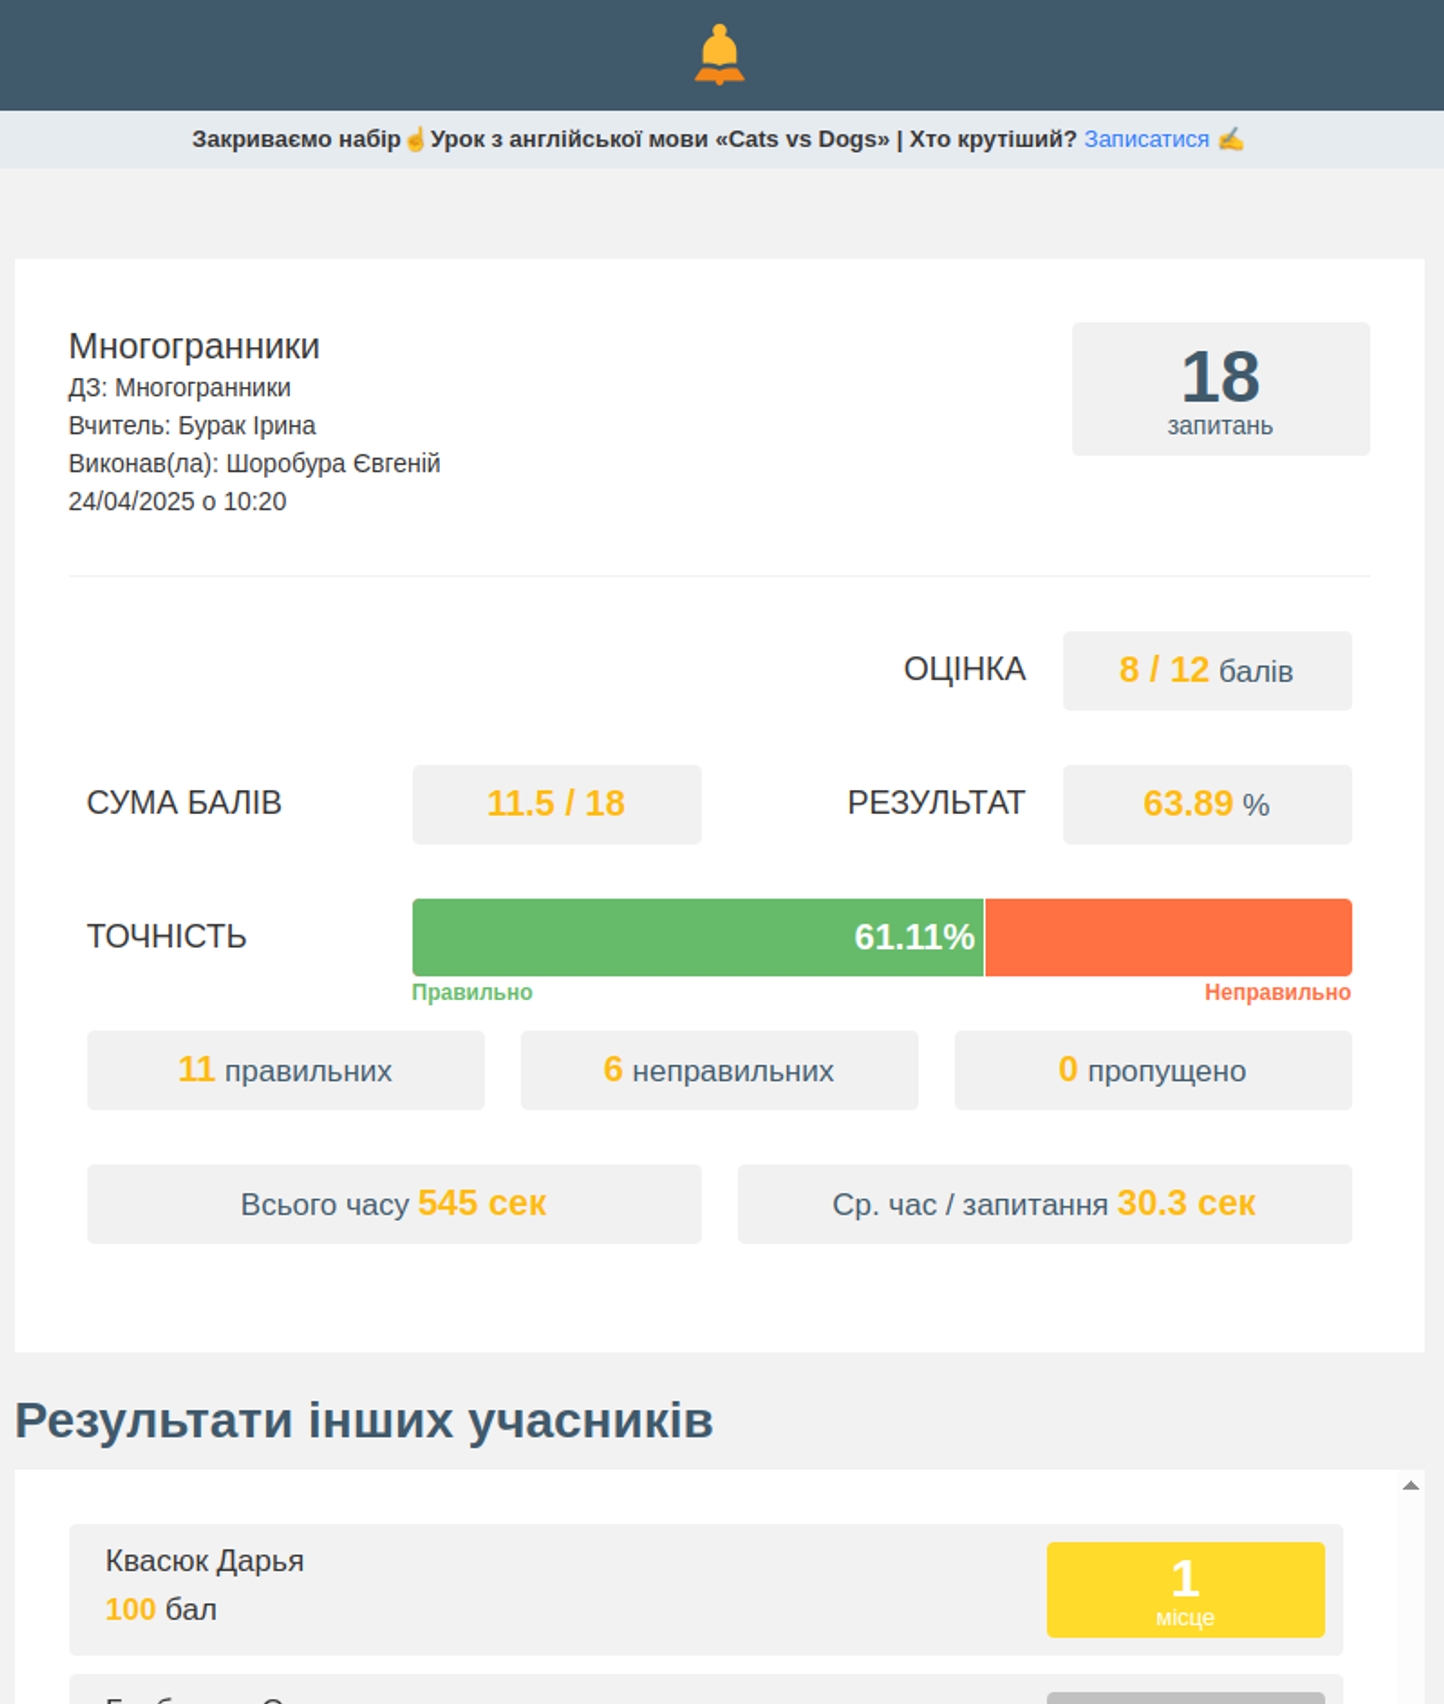 Закриваємо набір☝️Урок з англійської мови «Cats vs Dogs» | Хто крутіший? Записатися ✍️
Многогранники
ДЗ: Многогранники
Вчитель: Бурак Ірина
Виконав(ла): Шоробура Євгеній
24/04/2025 о 10:20
18
запитань
ОЦІНКА
8 / 12 балів
СУМА БАЛІВ
11.5 / 18
РЕЗУЛЬТАТ
63.89 %
ТОЧНІСТЬ
61.11%
Правильно
Неправильно
11 правильних
6 неправильних
0 пропущено
Всього часу 545 сек
Ср. час / запитання 30.3 сек
Результати інших учасників
Квасюк Дарья
100 бал
1
місце